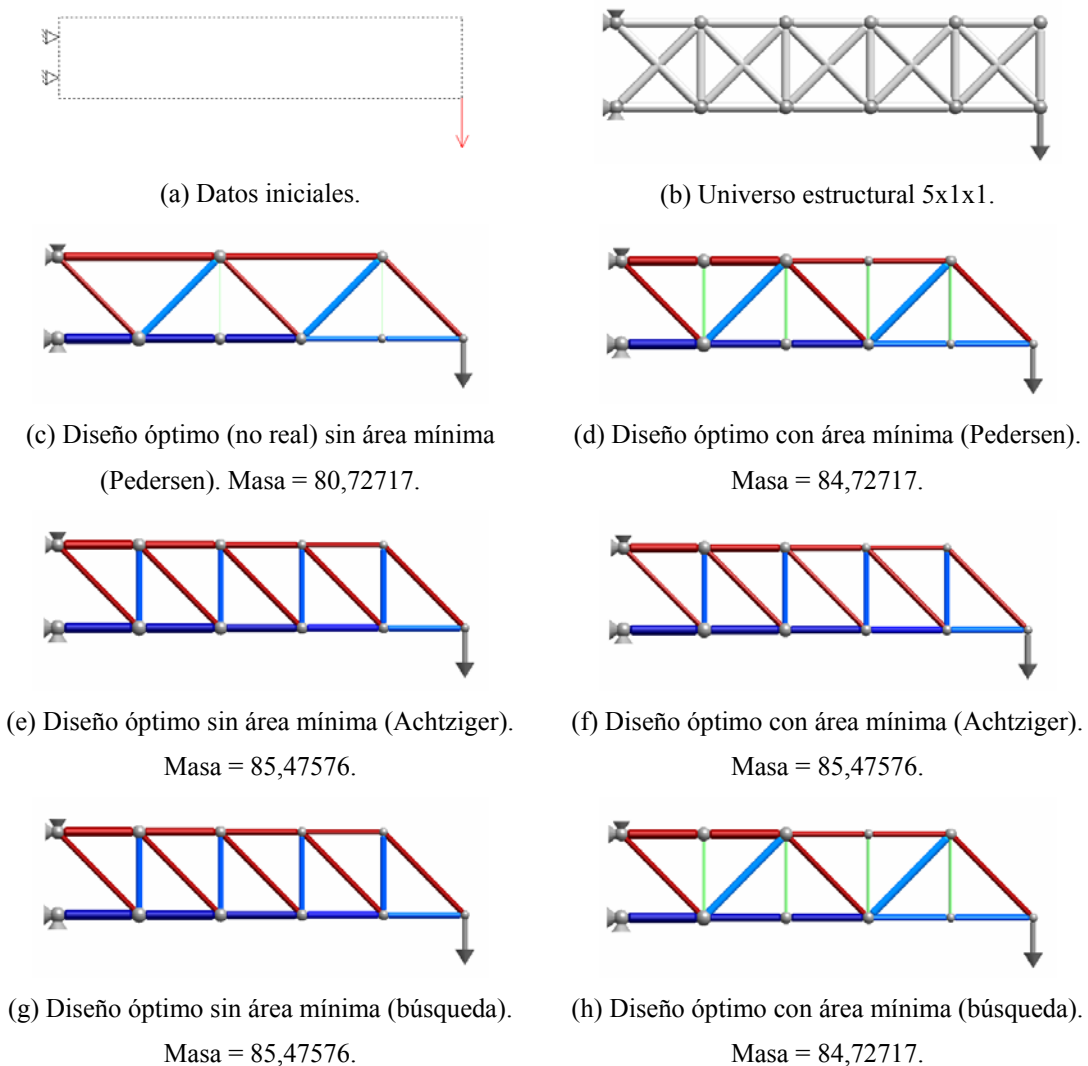 (a) Datos iniciales.
(b) Universo estructural 5x1x1.
(c) Diseño óptimo (no real) sin área mínima
(Pedersen). Masa = 80,72717.
(d) Diseño óptimo con área mínima (Pedersen).
Masa = 84,72717.
(e) Diseño óptimo sin área mínima (Achtziger).
Masa = 85,47576.
(f) Diseño óptimo con área mínima (Achtziger).
Masa = 85,47576.
(g) Diseño óptimo sin área mínima (búsqueda).
Masa = 85,47576.
(h) Diseño óptimo con área mínima (búsqueda).
Masa = 84,72717.